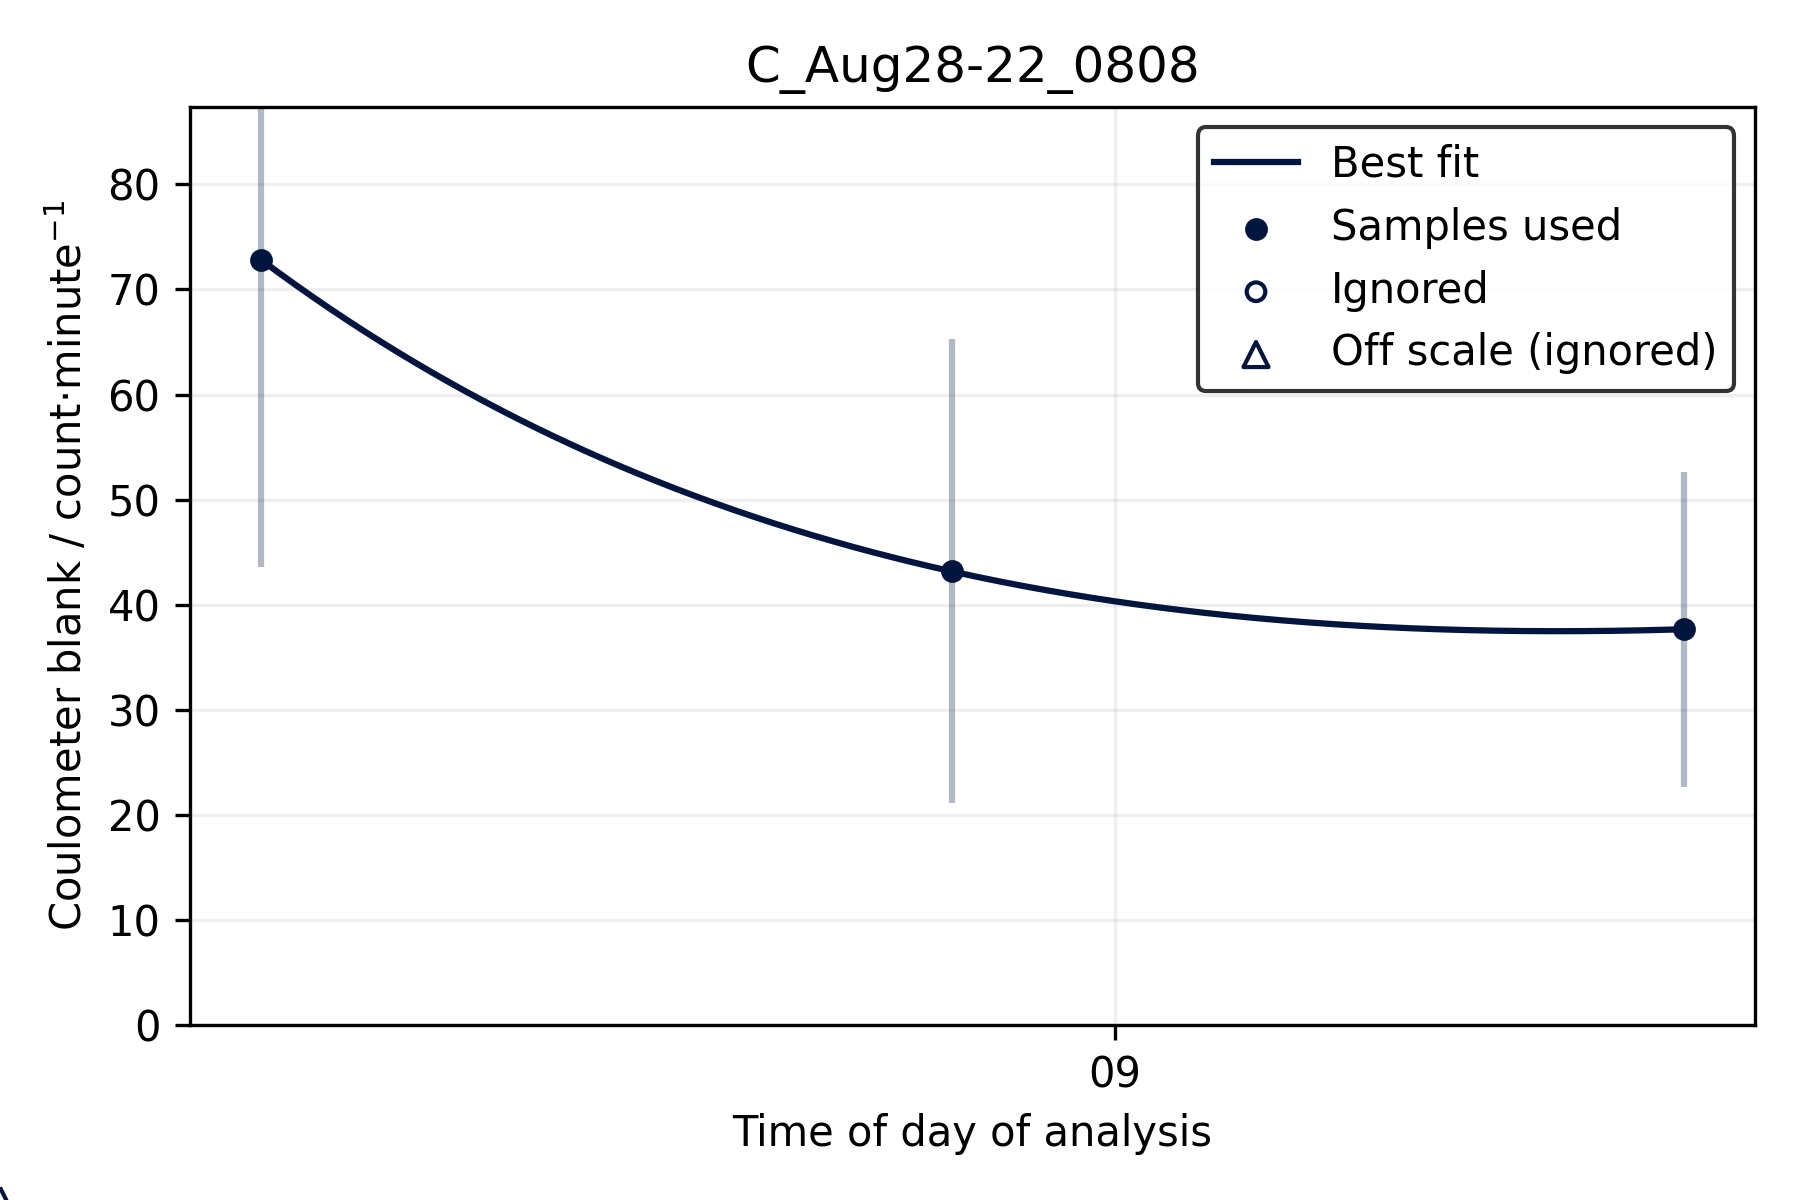 C_Aug28-22_0808
Coulometer blank / count·minute⁻¹
80
70
60
50
40
30
20
10
0
Best fit
Samples used
Ignored
Off scale (ignored)
09
Time of day of analysis